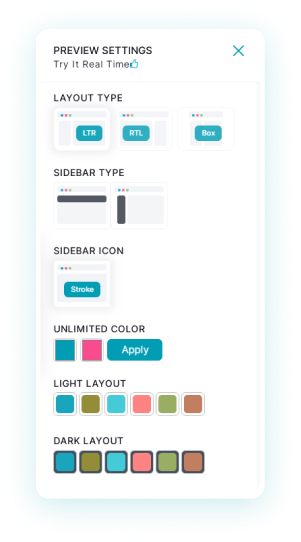 PREVIEW SETTINGS
Try It Real Time
LAYOUT TYPE
LTR
RTL
Box
SIDEBAR TYPE
SIDEBAR ICON
Stroke
UNLIMITED COLOR
Apply
LIGHT LAYOUT
DARK LAYOUT